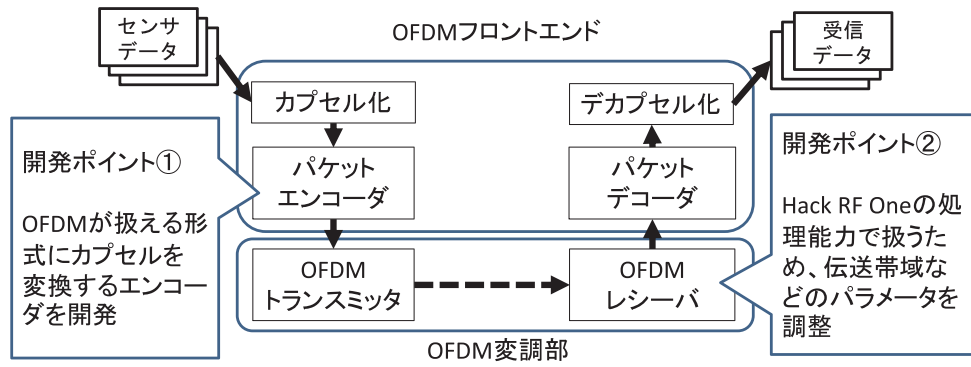 センサ
データ
OFDMフロントエンド
受信
データ
カプセル化
デカプセル化
開発ポイント①
OFDMが扱える形
式にカプセルを
変換するエンコー
ダを開発
パケット
エンコーダ
パケット
デコーダ
開発ポイント②
Hack RF Oneの処
理能力で扱うた
め、伝送帯域な
どのパラメータを
調整
OFDM
トランスミッタ
OFDM
レシーバ
OFDM変調部